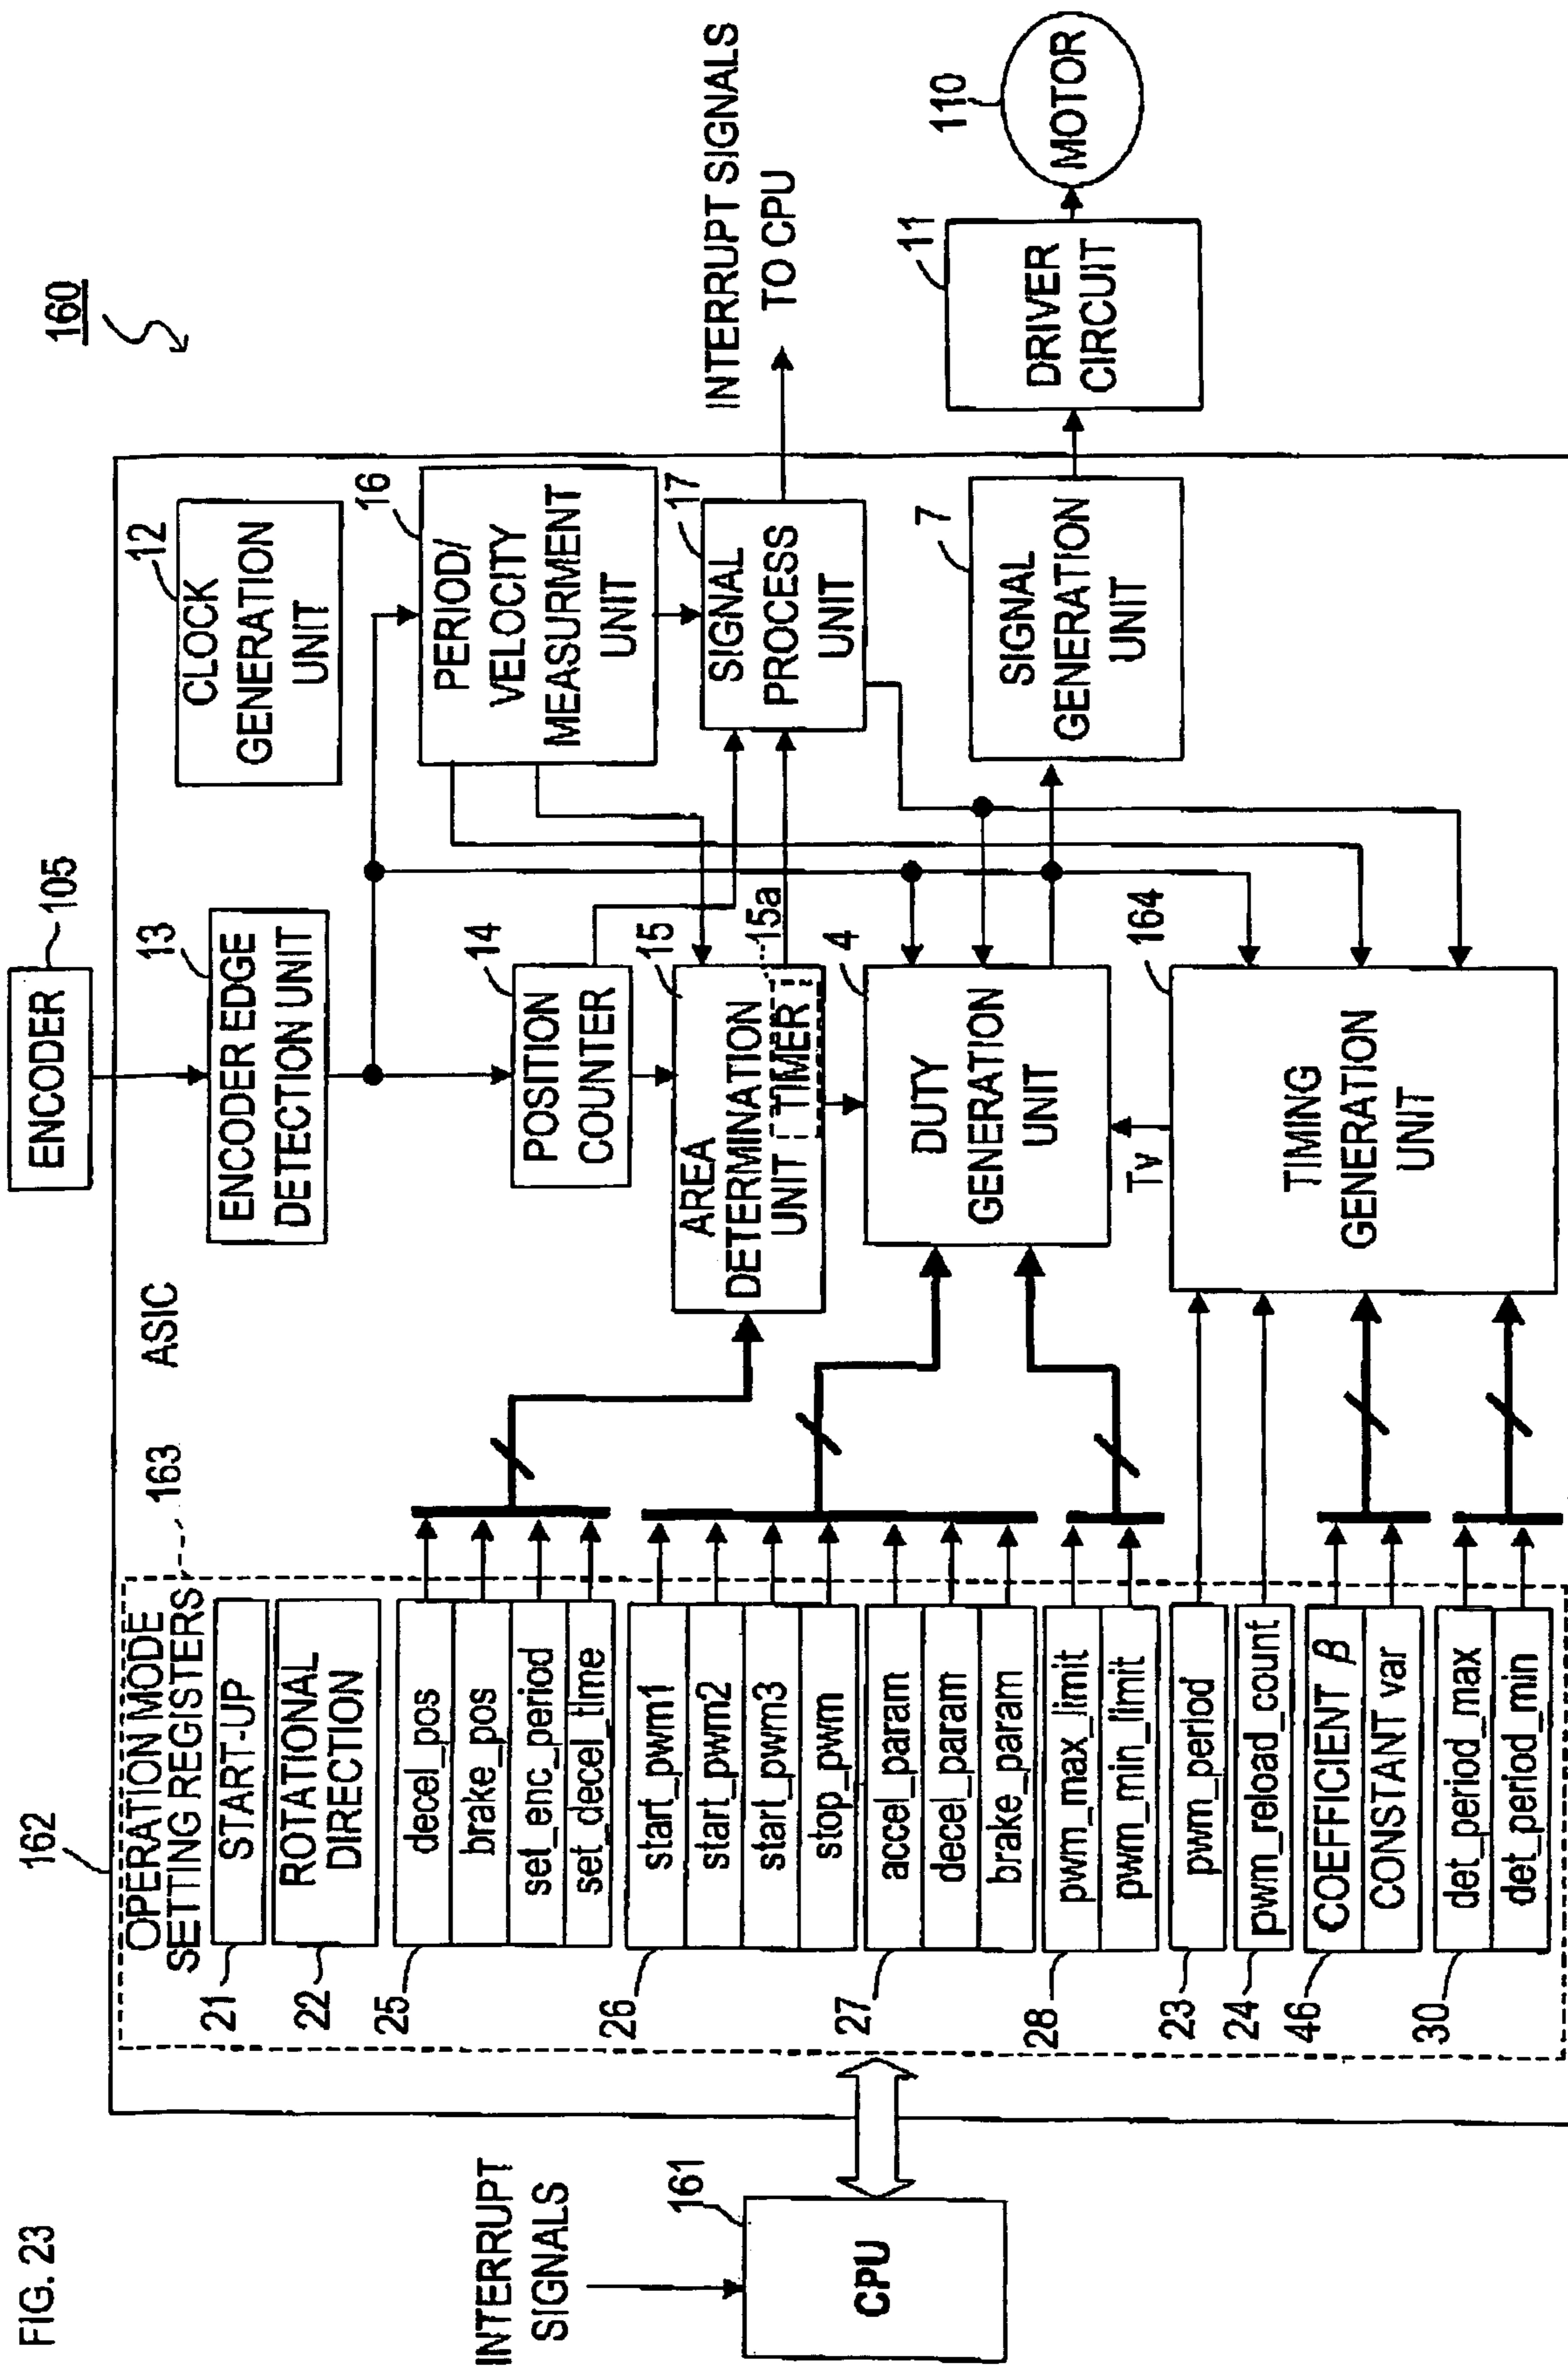 FIG. 23
160
162
163
ASIC
OPERATION MODE
SETTING REGISTERS
21
START-UP
22
ROTATIONAL
DIRECTION
25
decel_pos
brake_pos
set_enc_period
set_decel_time
26
start_pwm1
start_pwm2
start_pwm3
stop_pwm
27
accel_param
decel_param
brake_param
28
pwm_max_limit
pwm_min_limit
23
pwm_period
24
pwm_reload_count
46
COEFFICIENT β
CONSTANT var
30
det_period_max
det_period_min
INTERRUPT
SIGNALS
161
CPU
ENCODER
105
13
ENCODER EDGE
DETECTION UNIT
12
CLOCK
GENERATION
UNIT
14
POSITION
COUNTER
16
PERIOD/
VELOCITY
MEASURMENT
UNIT
15
AREA
DETERMINATION
UNIT
TIMER
15a
17
SIGNAL
PROCESS
UNIT
INTERRUPT SIGNALS
TO CPU
4
DUTY
GENERATION
UNIT
Tv
7
SIGNAL
GENERATION
UNIT
11
DRIVER
CIRCUIT
110
MOTOR
164
TIMING
GENERATION
UNIT